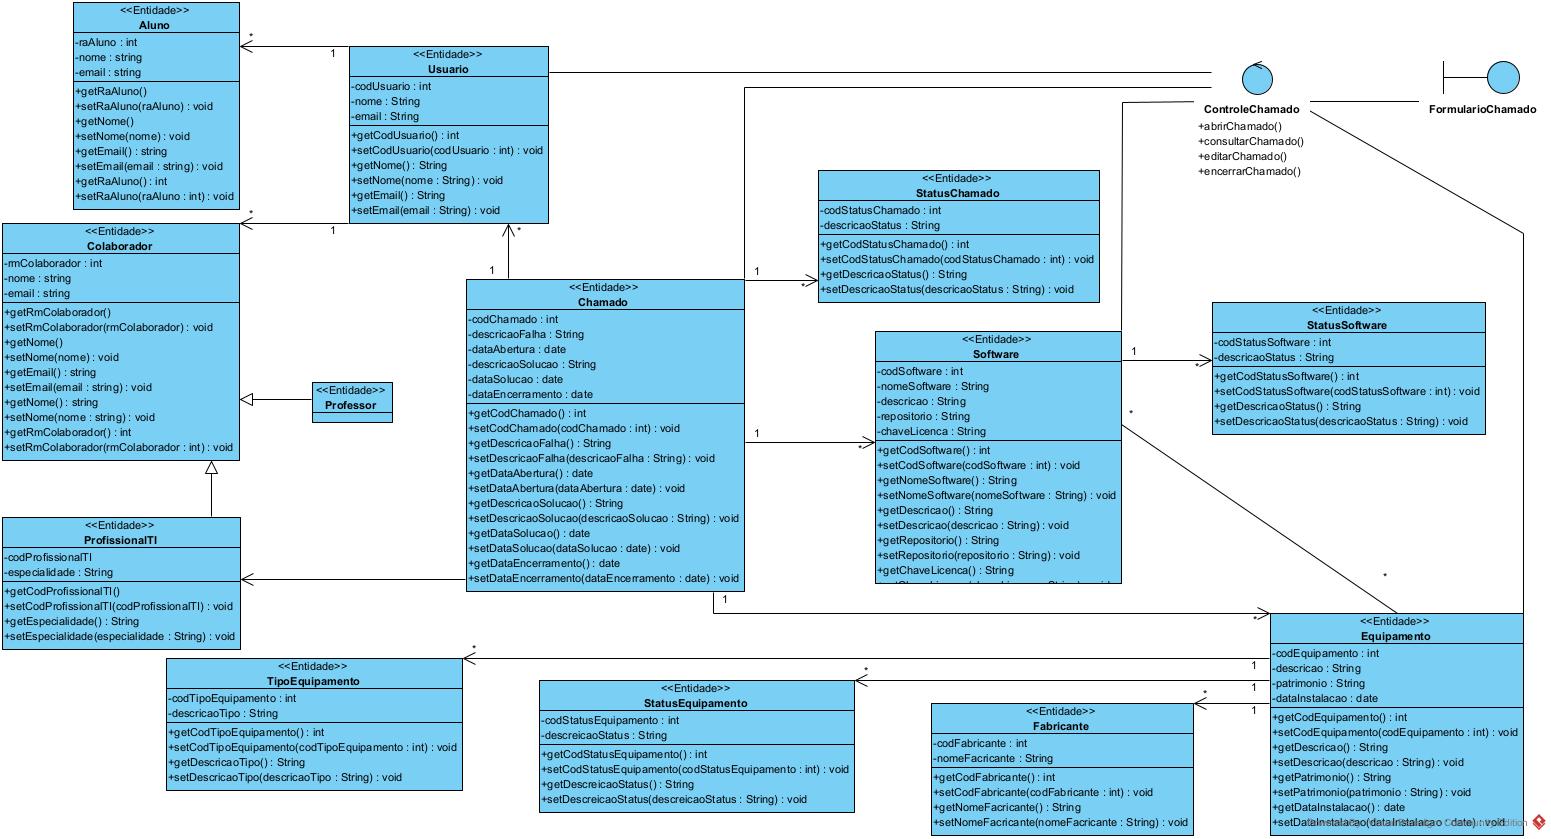 <<Entidade>>
Aluno
-raAluno : int
-nome : string
-email : string
+getRaAluno()
+setRaAluno(raAluno) : void
+getNome()
+setNome(nome) : void
+getEmail() : string
+setEmail(email : string) : void
+getRaAluno() : int
+setRaAluno(raAluno : int) : void
*
1
<<Entidade>>
Usuario
-codUsuario : int
-nome : String
-email : String
+getCodUsuario() : int
+setCodUsuario(codUsuario : int) : void
+getNome() : String
+setNome(nome : String) : void
+getEmail() : String
+setEmail(email : String) : void
ControleChamado
+abrirChamado()
+consultarChamado()
+editarChamado()
+encerrarChamado()
FormularioChamado
*
1
<<Entidade>>
Colaborador
-rmColaborador : int
-nome : string
-email : string
+getRmColaborador()
+setRmColaborador(rmColaborador) : void
+getNome()
+setNome(nome) : void
+getEmail() : string
+setEmail(email : string) : void
+getNome() : string
+setNome(nome : string) : void
+getRmColaborador() : int
+setRmColaborador(rmColaborador : int) : void
<<Entidade>>
Professor
*
1
<<Entidade>>
Chamado
-codChamado : int
-descricaoFalha : String
-dataAbertura : date
-descricaoSolucao : String
-dataSolucao : date
-dataEncerramento : date
+getCodChamado() : int
+setCodChamado(codChamado : int) : void
+getDescricaoFalha() : String
+setDescricaoFalha(descricaoFalha : String) : void
+getDataAbertura() : date
+setDataAbertura(dataAbertura : date) : void
+getDescricaoSolucao() : String
+setDescricaoSolucao(descricaoSolucao : String) : void
+getDataSolucao() : date
+setDataSolucao(dataSolucao : date) : void
+getDataEncerramento() : date
+setDataEncerramento(dataEncerramento : date) : void
1
*
<<Entidade>>
StatusChamado
-codStatusChamado : int
-descricaoStatus : String
+getCodStatusChamado() : int
+setCodStatusChamado(codStatusChamado : int) : void
+getDescricaoStatus() : String
+setDescricaoStatus(descricaoStatus : String) : void
1
*
<<Entidade>>
Software
-codSoftware : int
-nomeSoftware : String
-descricao : String
-repositorio : String
-chaveLicenca : String
+getCodSoftware() : int
+setCodSoftware(codSoftware : int) : void
+getNomeSoftware() : String
+setNomeSoftware(nomeSoftware : String) : void
+getDescricao() : String
+setDescricao(descricao : String) : void
+getRepositorio() : String
+setRepositorio(repositorio : String) : void
+getChaveLicenca() : String
1
*
<<Entidade>>
StatusSoftware
-codStatusSoftware : int
-descricaoStatus : String
+getCodStatusSoftware() : int
+setCodStatusSoftware(codStatusSoftware : int) : void
+getDescricaoStatus() : String
+setDescricaoStatus(descricaoStatus : String) : void
*
*
<<Entidade>>
ProfissionalTI
-codProfissionalTI
-especialidade : String
+getCodProfissionalTI()
+setCodProfissionalTI(codProfissionalTI) : void
+getEspecialidade() : String
+setEspecialidade(especialidade : String) : void
1
*
<<Entidade>>
Equipamento
-codEquipamento : int
-descricao : String
-patrimonio : String
-dataInstalacao : date
+getCodEquipamento() : int
+setCodEquipamento(codEquipamento : int) : void
+getDescricao() : String
+setDescricao(descricao : String) : void
+getPatrimonio() : String
+setPatrimonio(patrimonio : String) : void
+getDataInstalacao() : date
+setDataInstalacao(dataInstalacao : date) : void
*
1
<<Entidade>>
TipoEquipamento
-codTipoEquipamento : int
-descricaoTipo : String
+getCodTipoEquipamento() : int
+setCodTipoEquipamento(codTipoEquipamento : int) : void
+getDescricaoTipo() : String
+setDescricaoTipo(descricaoTipo : String) : void
*
1
<<Entidade>>
StatusEquipamento
-codStatusEquipamento : int
-descreicaoStatus : String
+getCodStatusEquipamento() : int
+setCodStatusEquipamento(codStatusEquipamento : int) : void
+getDescreicaoStatus() : String
+setDescreicaoStatus(descreicaoStatus : String) : void
*
1
<<Entidade>>
Fabricante
-codFabricante : int
-nomeFacricante : String
+getCodFabricante() : int
+setCodFabricante(codFabricante : int) : void
+getNomeFacricante() : String
+setNomeFacricante(nomeFacricante : String) : void